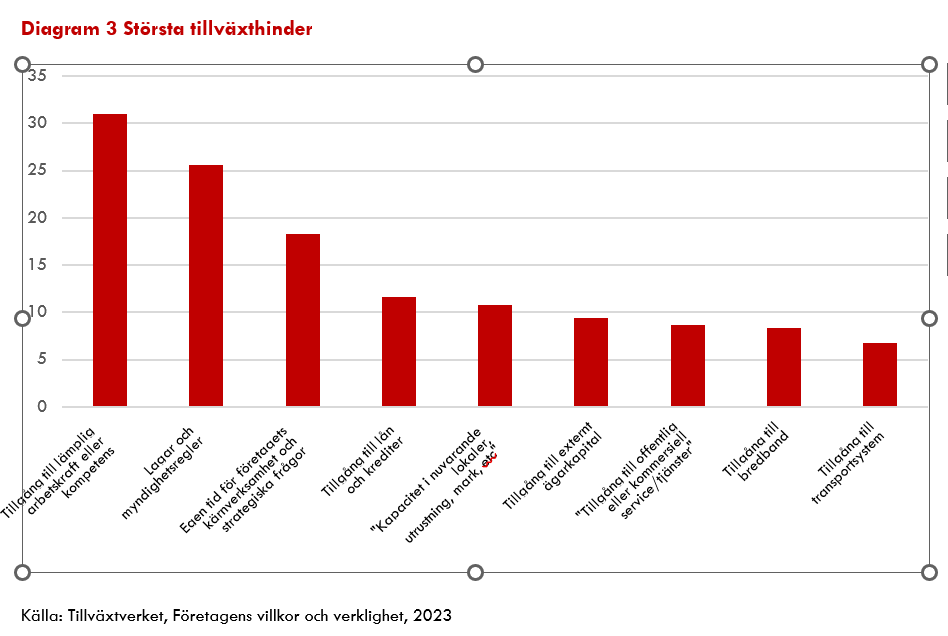 Diagram 3 Största tillväxthinder
35
30
25
20
15
10
5
0
Tillgång till lämplig
arbetskraft eller
kompetens
Lagar och
myndighetsregler
Egen tid för företagets
kärnverksamhet och
strategiska frågor
Tillgång till lån
och krediter
"Kapacitet i nuvarande
lokaler,
utrustning, mark, etc"
Tillgång till externt
ägarkapital
"Tillgång till offentlig
eller kommersiell
service/tjänster"
Tillgång till
bredband
Tillgång till
transportsystem
Källa: Tillväxtverket, Företagens villkor och verklighet, 2023